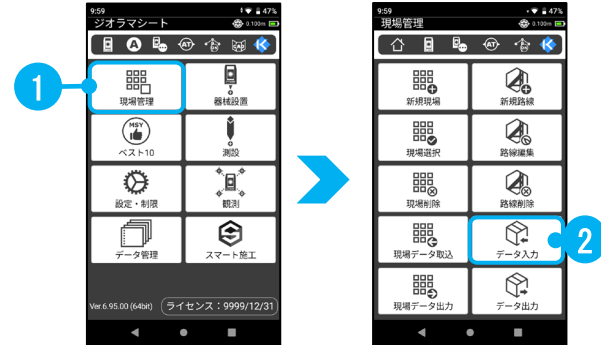 9:59
47%
ジオラマシート
0.100m
A
AT
CAD
1
現場管理
器械設置
MSY
ベスト10
測設
設定・制限
観測
データ管理
スマート施工
Ver.6.95.00 (64bit)
ライセンス：9999/12/31
9:59
47%
現場管理
0.100m
AT
新規現場
新規路線
現場選択
路線編集
現場削除
路線削除
現場データ取込
データ入力
2
現場データ出力
データ出力